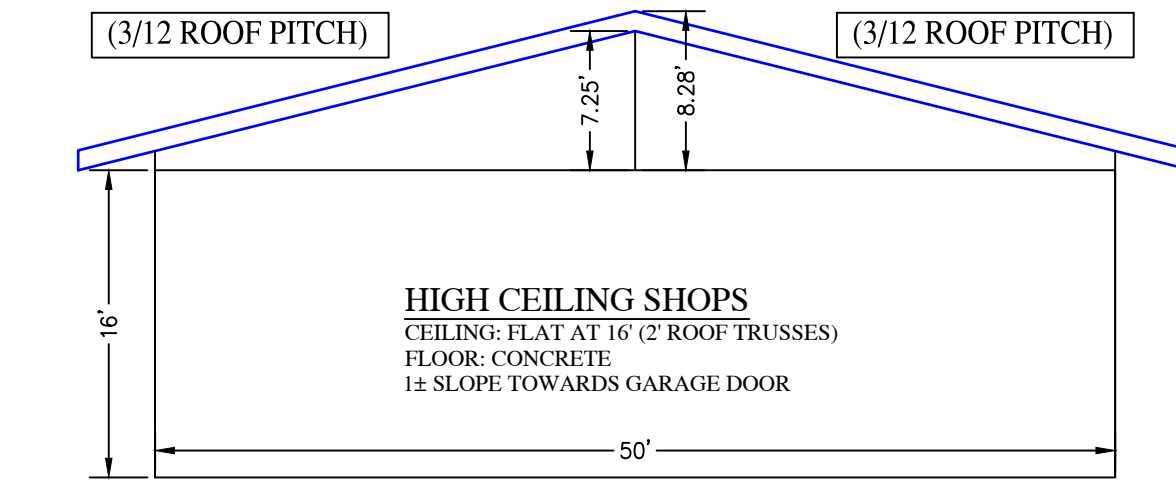 (3/12 ROOF PITCH)
(3/12 ROOF PITCH)
7.25'
8.28'
16'
HIGH CEILING SHOPS
CEILING: FLAT AT 16' (2' ROOF TRUSSES)
FLOOR: CONCRETE
1± SLOPE TOWARDS GARAGE DOOR
50'